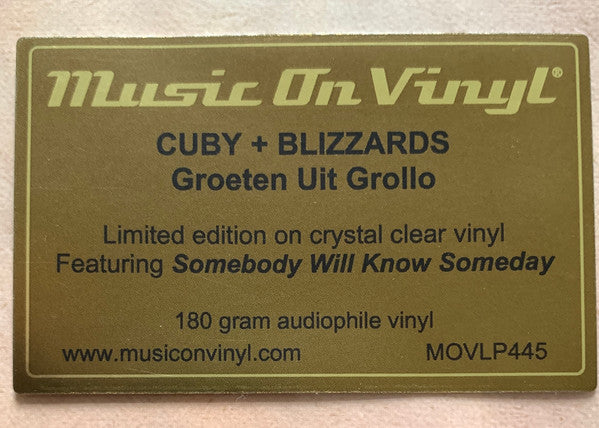 Music On Vinyl®
CUBY + BLIZZARDS
Groeten Uit Grollo
Limited edition on crystal clear vinyl
Featuring Somebody Will Know Someday
180 gram audiophile vinyl
www.musiconvinyl.com MOVLP445